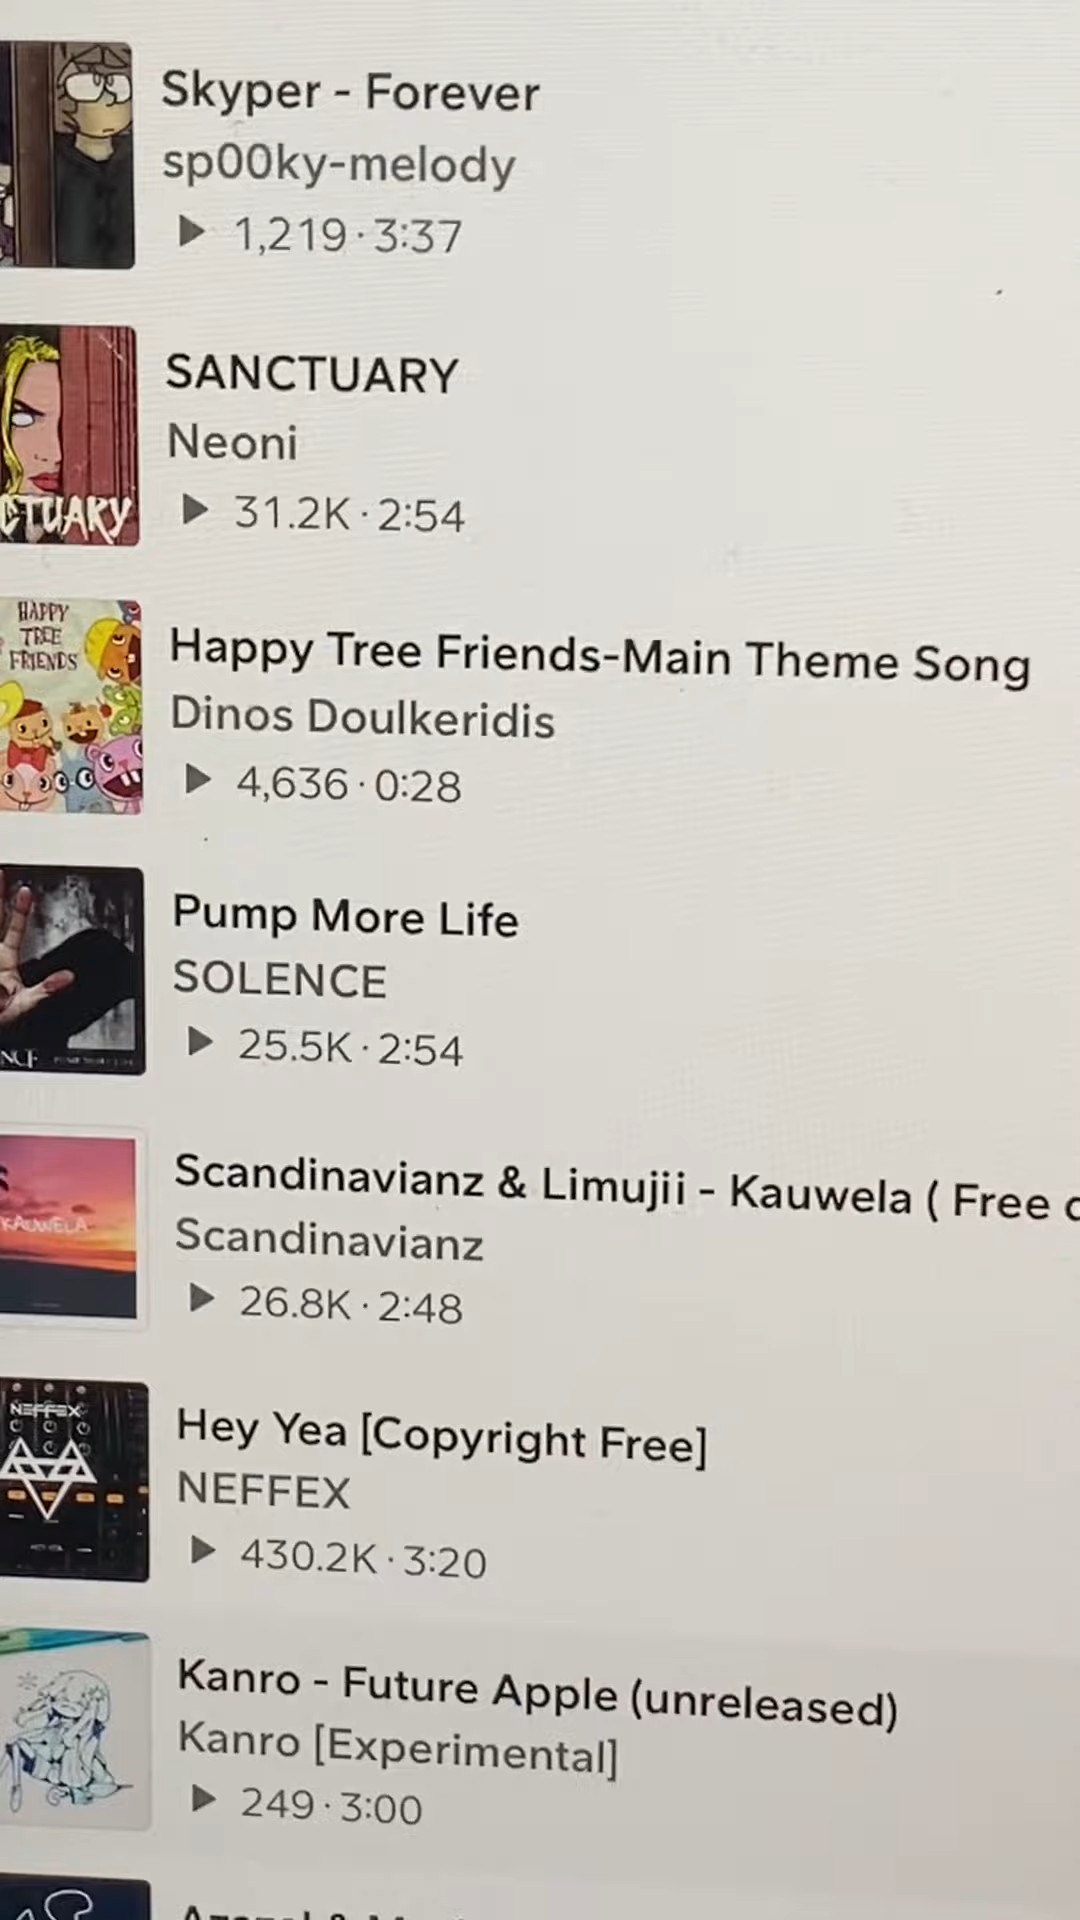 Skyper - Forever
sp00ky-melody
1,219 · 3:37
SANCTUARY
Neoni
31.2K · 2:54
CTUARY
HAPPY
TREE
FRIENDS
Happy Tree Friends-Main Theme Song
Dinos Doulkeridis
4,636 · 0:28
Pump More Life
SOLENCE
25.5K · 2:54
Scandinavianz & Limujii - Kauwela ( Free
Scandinavianz
KAUWELA
26.8K · 2:48
NEFFEX
Hey Yea [Copyright Free]
NEFFEX
430.2K · 3:20
Kanro - Future Apple (unreleased)
Kanro [Experimental]
249 · 3:00